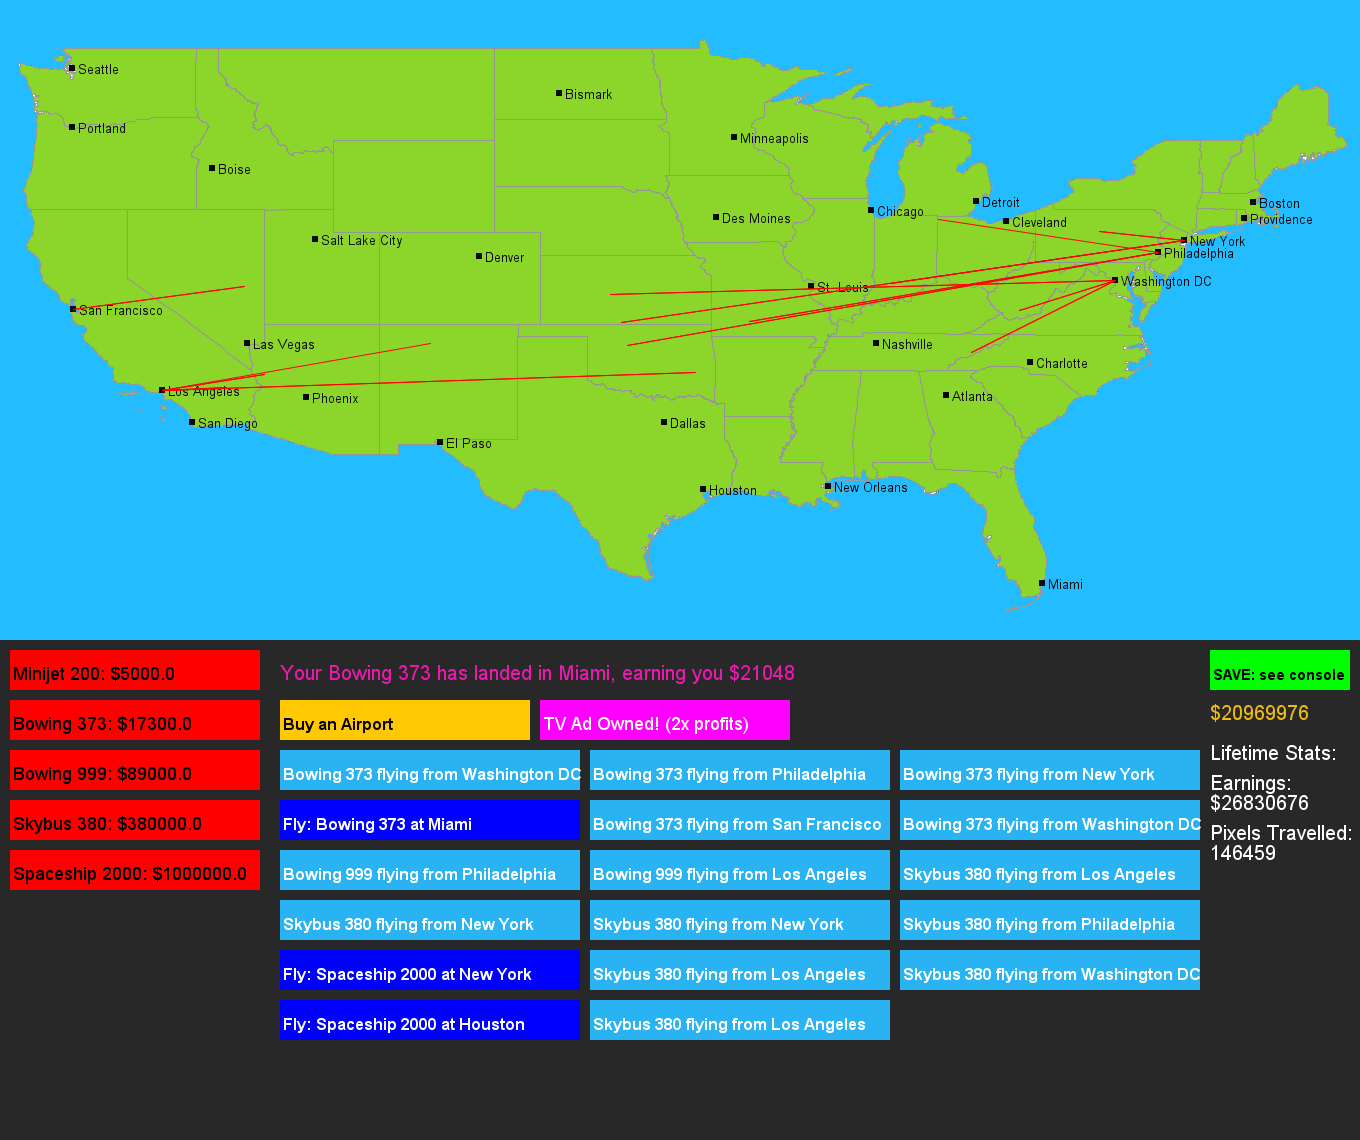 Seattle
Bismark
Portland
Minneapolis
Boise
Detroit
Boston
Chicago
Des Moines
Providence
Cleveland
Salt Lake City
New York
Denver
Philadelphia
Washington DC
St. Louis
San Francisco
Las Vegas
Nashville
Charlotte
Los Angeles
Phoenix
Atlanta
San Diego
Dallas
El Paso
Houston
New Orleans
Miami
Minijet 200: $5000.0
Bowing 373: $17300.0
Bowing 999: $89000.0
Skybus 380: $380000.0
Spaceship 2000: $1000000.0
Your Bowing 373 has landed in Miami, earning you $21048
Buy an Airport
TV Ad Owned! (2x profits)
Bowing 373 flying from Washington DC
Bowing 373 flying from Philadelphia
Bowing 373 flying from New York
Fly: Bowing 373 at Miami
Bowing 373 flying from San Francisco
Bowing 373 flying from Washington DC
Bowing 999 flying from Philadelphia
Bowing 999 flying from Los Angeles
Skybus 380 flying from Los Angeles
Skybus 380 flying from New York
Skybus 380 flying from New York
Skybus 380 flying from Philadelphia
Fly: Spaceship 2000 at New York
Skybus 380 flying from Los Angeles
Skybus 380 flying from Washington DC
Fly: Spaceship 2000 at Houston
Skybus 380 flying from Los Angeles
SAVE: see console
$20969976
Lifetime Stats:
Earnings:
$26830676
Pixels Travelled:
146459